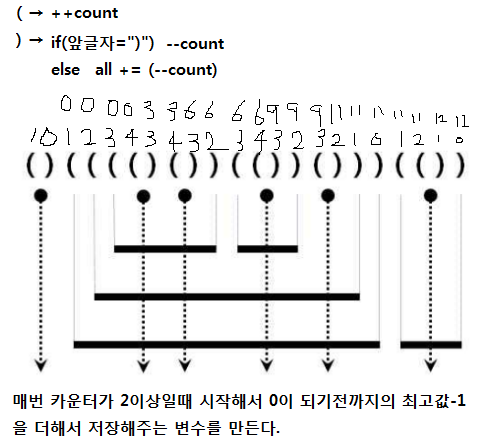 ( → ++count
) → if(앞글자=")") --count
else all += (--count)
0 0 0 0 3 3 6 6 6 6 9 9 9 11 11 11 11 11 12 12
1 0 1 2 3 4 3 4 3 2 3 4 3 2 3 2 1 0 1 2 1 0
( ) ( ( ( ( ) ( ) ) ( ( ) ) ( ) ) ) ( ( ) )
매번 카운터가 2이상일때 시작해서 0이 되기전까지의 최고값-1
을 더해서 저장해주는 변수를 만든다.